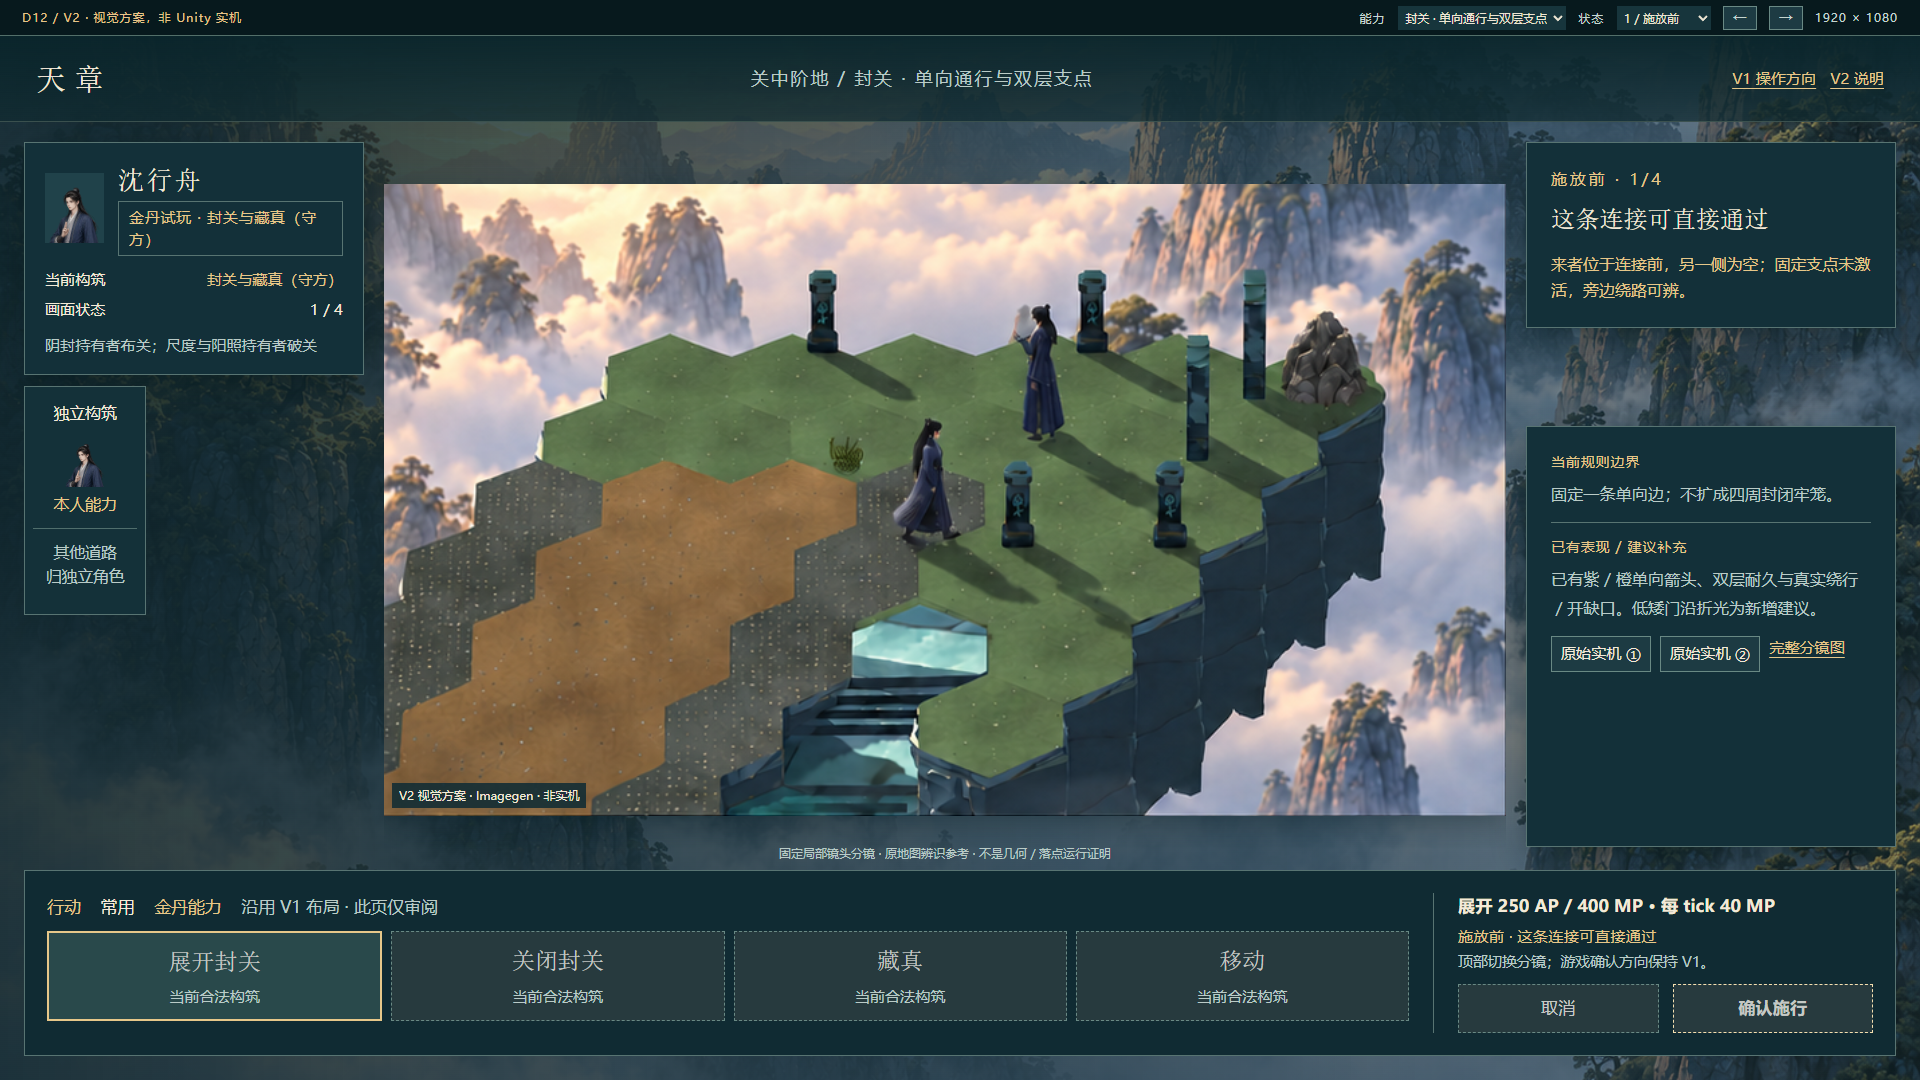 D12 / V2 · 视觉方案，非 Unity 实机
能力
封关 · 单向通行与双层支点
状态
1 / 施放前
←
→
1920 × 1080
天章
关中阶地 / 封关 · 单向通行与双层支点
V1 操作方向
V2 说明
沈行舟
金丹试玩 · 封关与藏真（守
方）
当前构筑
封关与藏真（守方）
画面状态
1 / 4
阴封持有者布关；尺度与阳照持有者破关
独立构筑
本人能力
其他道路
归独立角色
V2 视觉方案 · Imagegen · 非实机
固定局部镜头分镜 · 原地图辨识参考 · 不是几何 / 落点运行证明
施放前 · 1/4
这条连接可直接通过
来者位于连接前，另一侧为空；固定支点未激
活，旁边绕路可辨。
当前规则边界
固定一条单向边；不扩成四周封闭牢笼。
已有表现 / 建议补充
已有紫 / 橙单向箭头、双层耐久与真实绕行
/ 开缺口。低矮门沿折光为新增建议。
原始实机 ①
原始实机 ②
完整分镜图
行动
常用
金丹能力
沿用 V1 布局 · 此页仅审阅
展开封关
当前合法构筑
关闭封关
当前合法构筑
藏真
当前合法构筑
移动
当前合法构筑
展开 250 AP / 400 MP • 每 tick 40 MP
施放前 · 这条连接可直接通过
顶部切换分镜；游戏确认方向保持 V1。
取消
确认施行